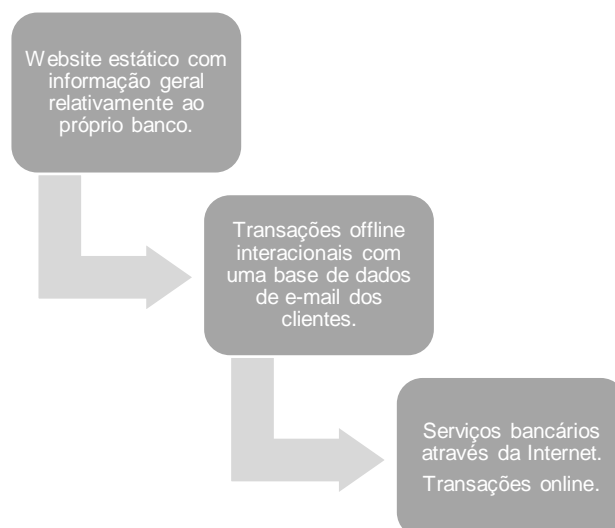 Website estático com
informação geral
relativamente ao
próprio banco.
Transações offline
interacionais com
uma base de dados
de e-mail dos
clientes.
Serviços bancários
através da Internet.
Transações online.